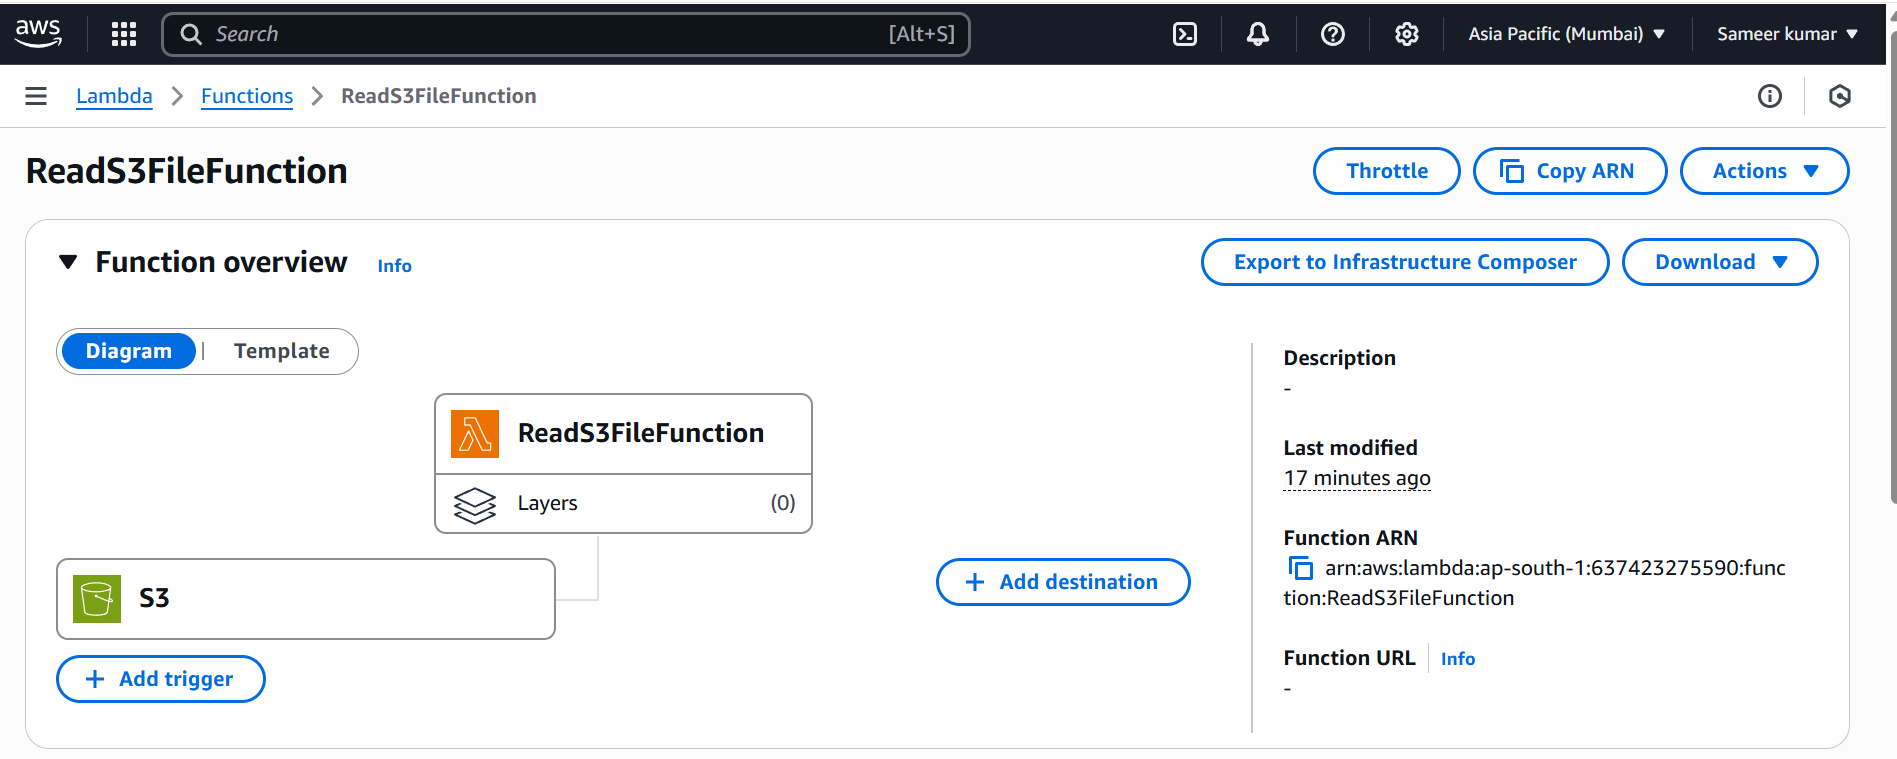 aws
Search [Alt+S]
Asia Pacific (Mumbai) Sameer kumar
Lambda Functions ReadS3FileFunction
ReadS3FileFunction
Throttle Copy ARN Actions
Function overview Info
Export to Infrastructure Composer Download
Diagram | Template
ReadS3FileFunction
Layers (0)
S3
+ Add trigger
+ Add destination
Description
-
Last modified
17 minutes ago
Function ARN
arn:aws:lambda:ap-south-1:637423275590:func
tion:ReadS3FileFunction
Function URL Info
-